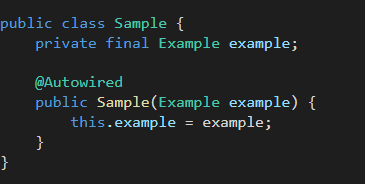 public class Sample {
    private final Example example;

    @Autowired
    public Sample(Example example) {
        this.example = example;
    }
}